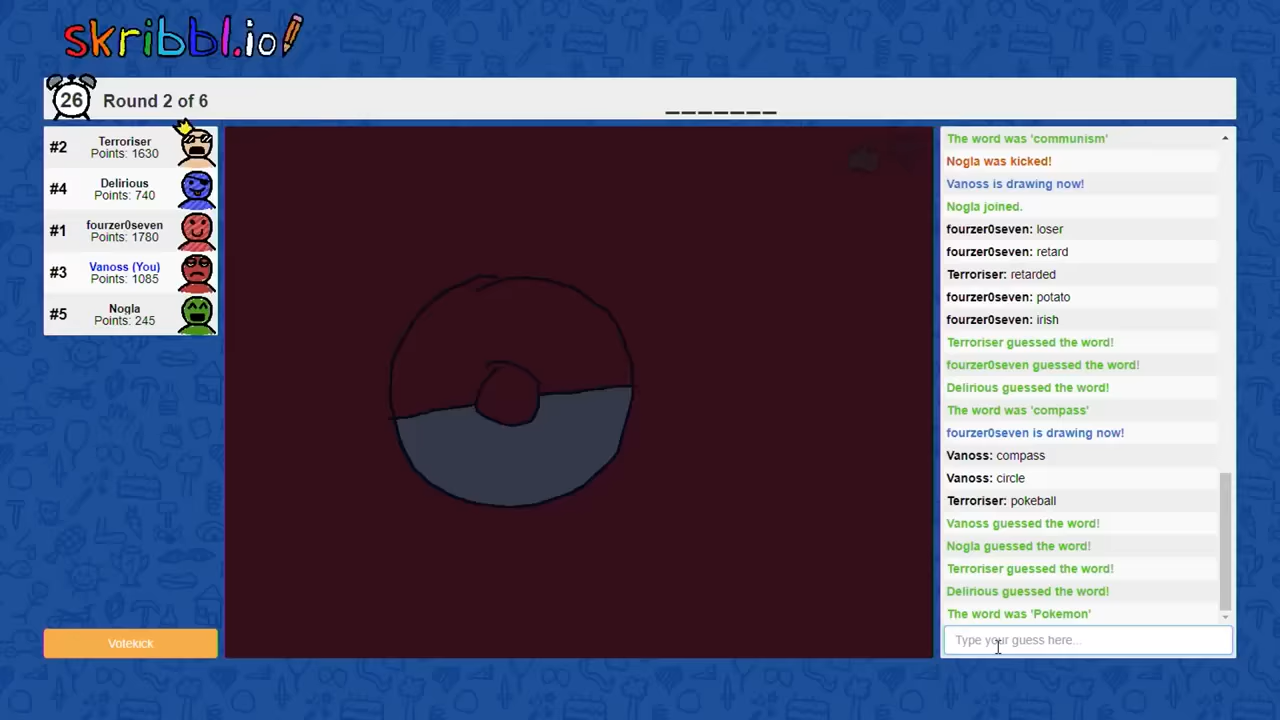 skribbl.io
26
Round 2 of 6
_______
#2
Terroriser
Points: 1630
#4
Delirious
Points: 740
#1
fourzer0seven
Points: 1780
#3
Vanoss (You)
Points: 1085
#5
Nogla
Points: 245
Votekick
The word was 'communism'
Nogla was kicked!
Vanoss is drawing now!
Nogla joined.
fourzer0seven: loser
fourzer0seven: retard
Terroriser: retarded
fourzer0seven: potato
fourzer0seven: irish
Terroriser guessed the word!
fourzer0seven guessed the word!
Delirious guessed the word!
The word was 'compass'
fourzer0seven is drawing now!
Vanoss: compass
Vanoss: circle
Terroriser: pokeball
Vanoss guessed the word!
Nogla guessed the word!
Terroriser guessed the word!
Delirious guessed the word!
The word was 'Pokemon'
Type your guess here...